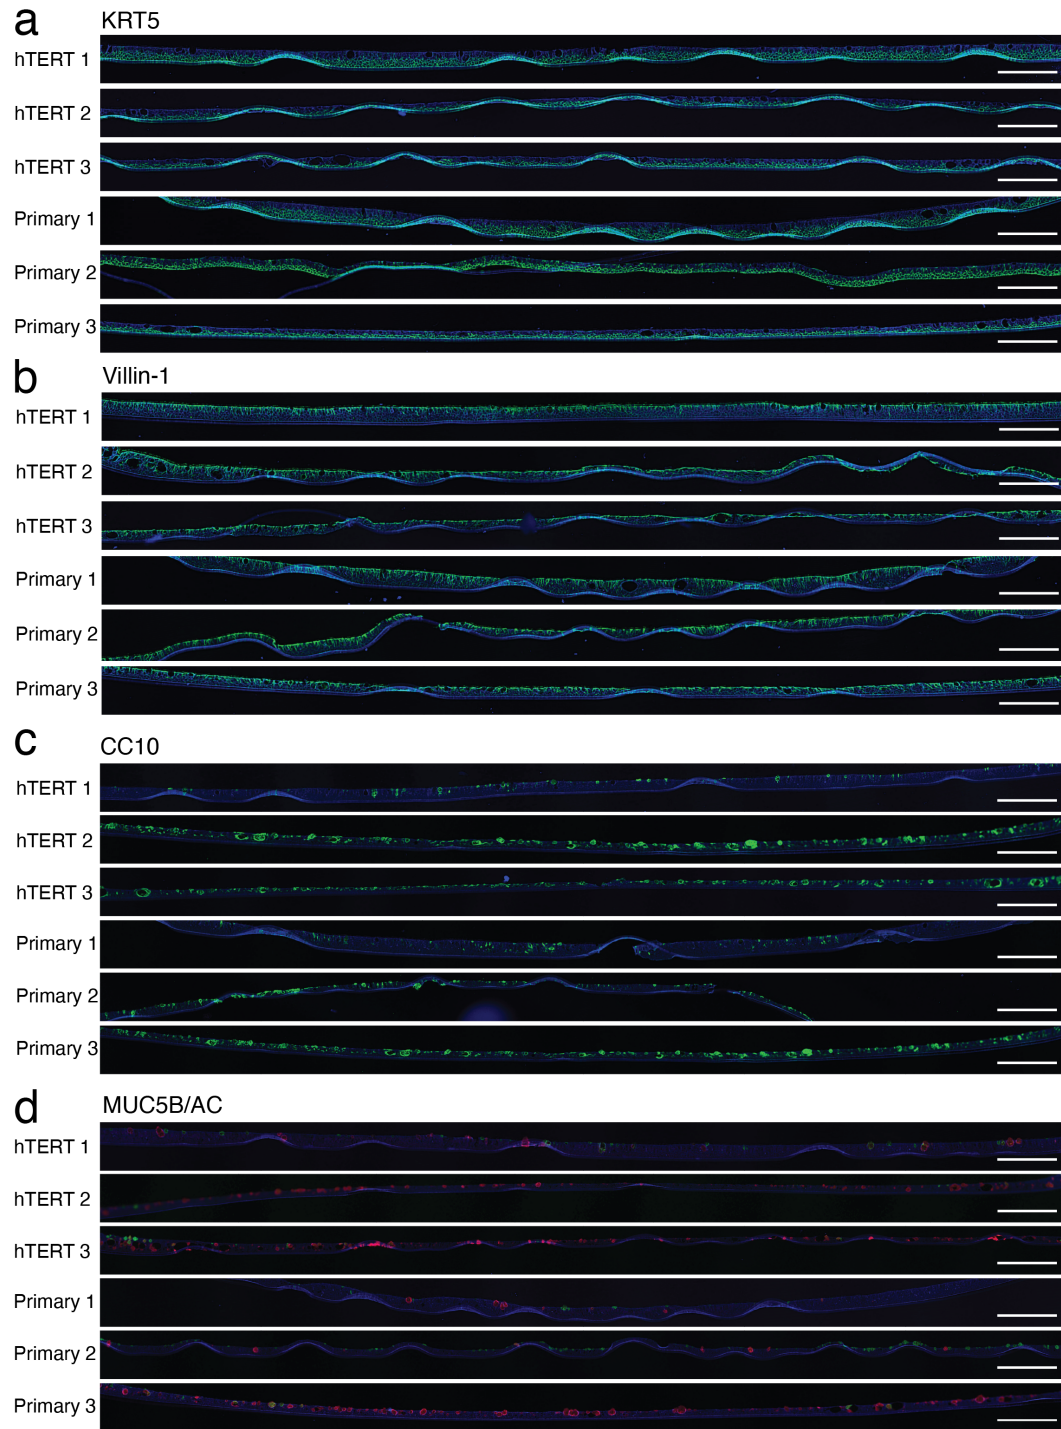 a
KRT5
hTERT 1
hTERT 2
hTERT 3
Primary 1
Primary 2
Primary 3
b
Villin-1
hTERT 1
hTERT 2
hTERT 3
Primary 1
Primary 2
Primary 3
c
CC10
hTERT 1
hTERT 2
hTERT 3
Primary 1
Primary 2
Primary 3
d
MUC5B/AC
hTERT 1
hTERT 2
hTERT 3
Primary 1
Primary 2
Primary 3